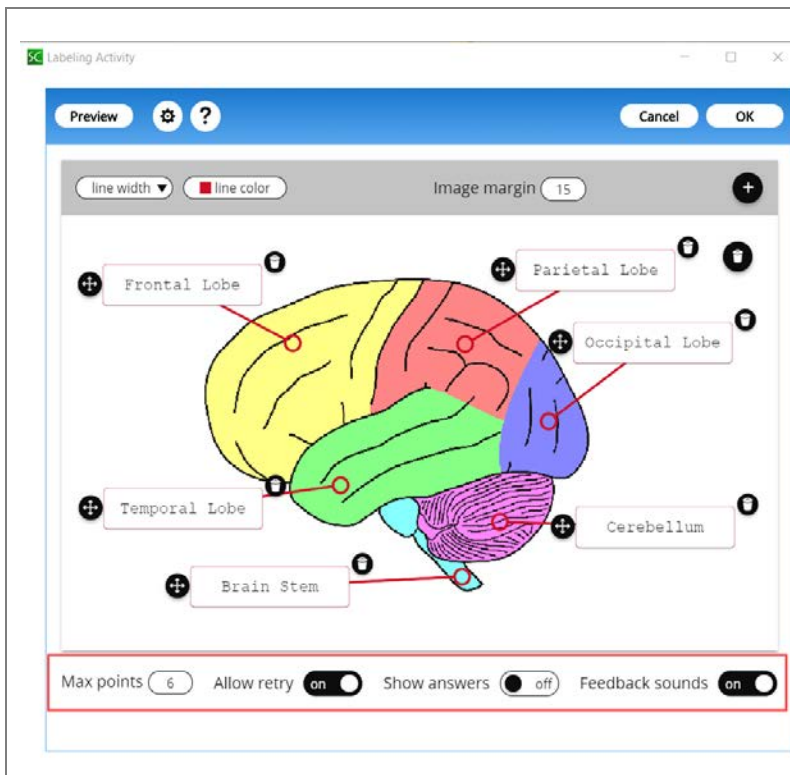 SC Labeling Activity
Preview ? Cancel OK
line width line color Image margin 15 +
Frontal Lobe Parietal Lobe
Occipital Lobe
Temporal Lobe Cerebellum
Brain Stem
Max points 6 Allow retry on Show answers off Feedback sounds on